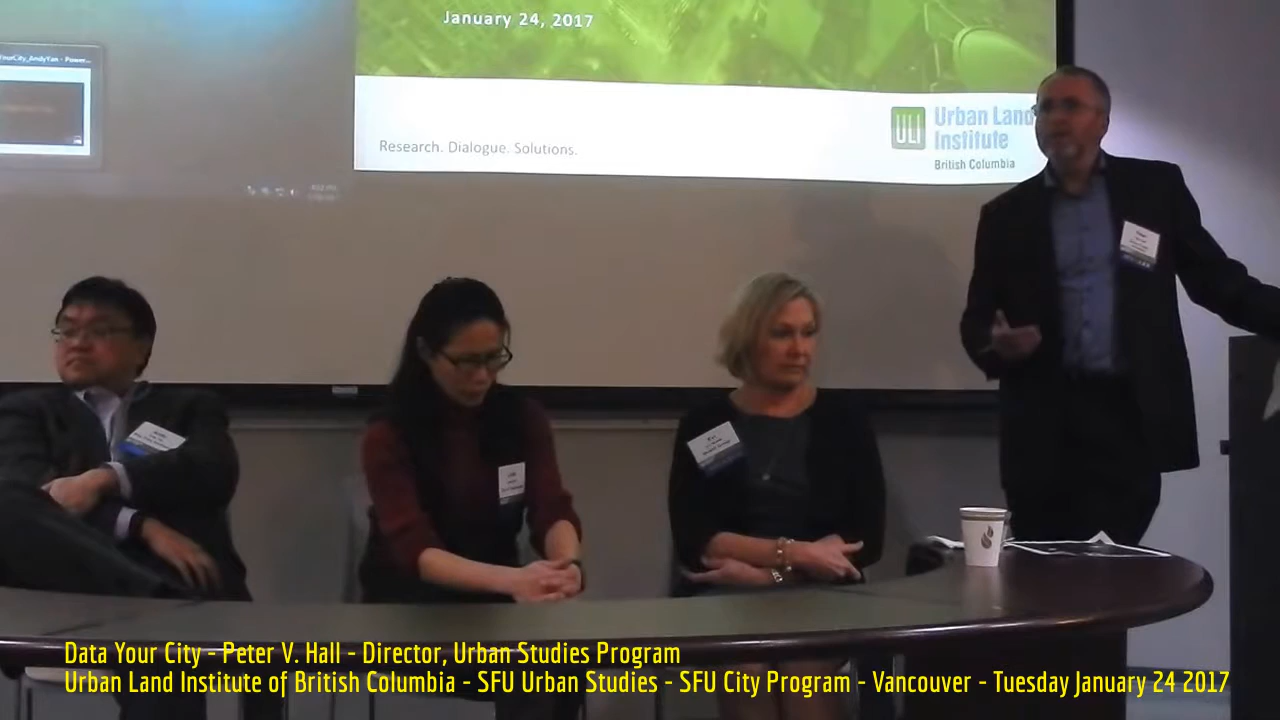 January 24, 2017
YourCity_AndyYan - Power...
ULI
Urban Land
Institute
British Columbia
Research. Dialogue. Solutions.
Data Your City - Peter V. Hall - Director, Urban Studies Program
Urban Land Institute of British Columbia - SFU Urban Studies - SFU City Program - Vancouver - Tuesday January 24 2017